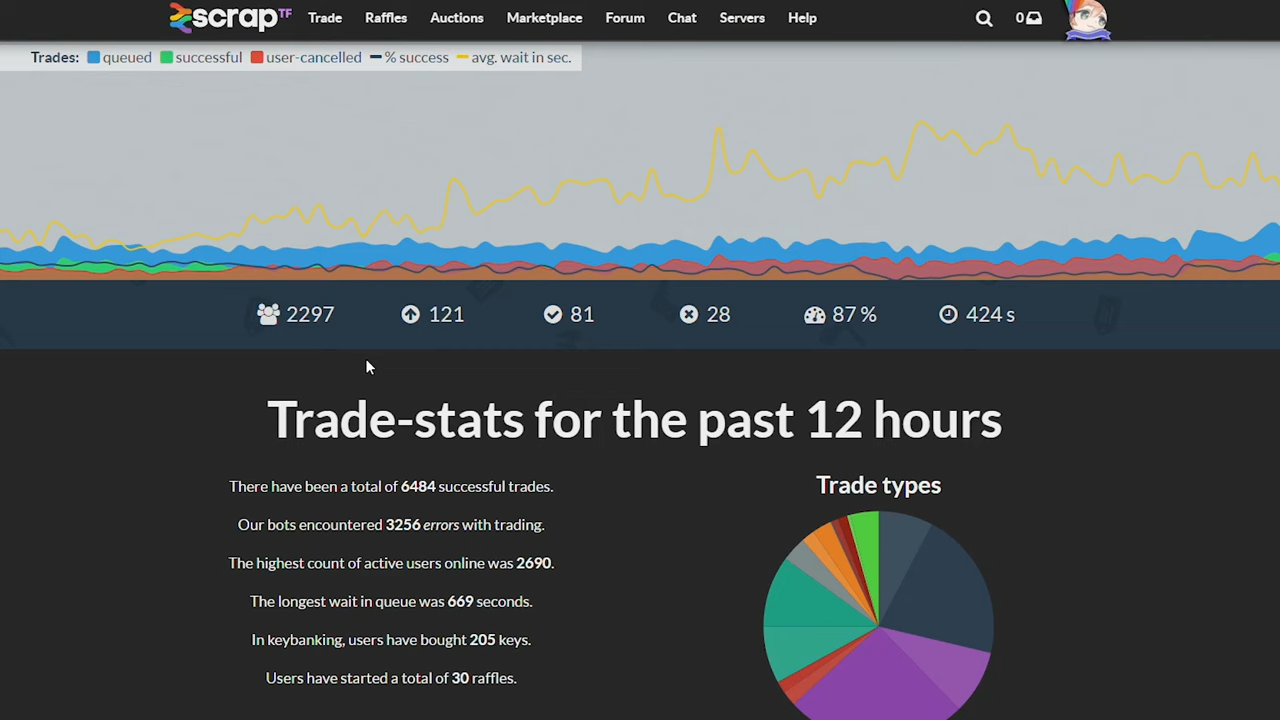 scrap TF Trade Raffles Auctions Marketplace Forum Chat Servers Help 0
Trades: queued successful user-cancelled % success avg. wait in sec.
2297 121 81 28 87 % 424 s
Trade-stats for the past 12 hours
There have been a total of 6484 successful trades.
Our bots encountered 3256 errors with trading.
The highest count of active users online was 2690.
The longest wait in queue was 669 seconds.
In keybanking, users have bought 205 keys.
Users have started a total of 30 raffles.
Trade types